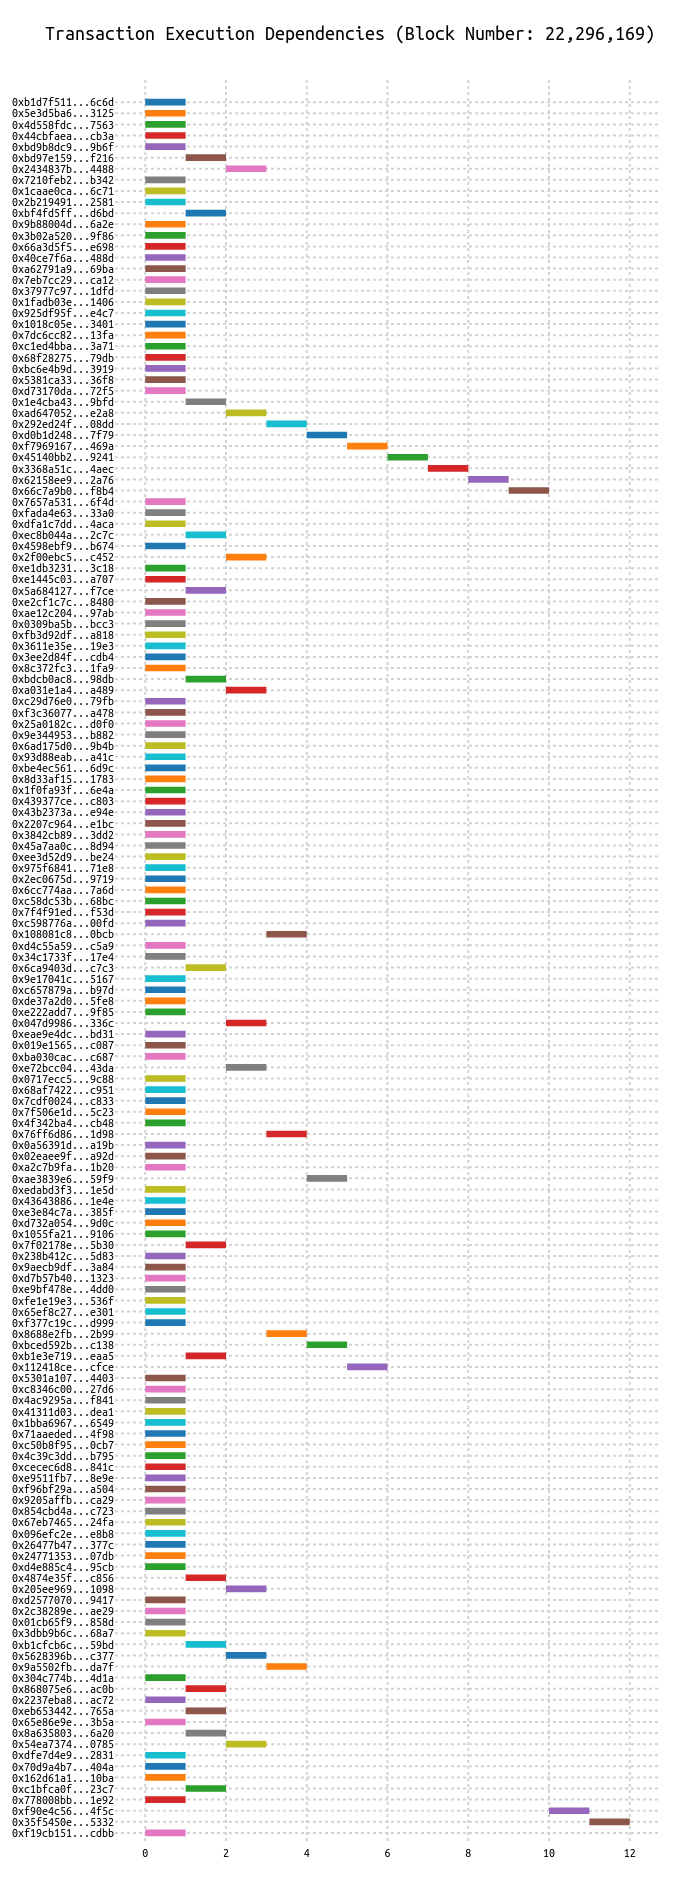 Transaction Execution Dependencies (Block Number: 22,296,169)
0xb1d7f511...6c6d
0x5e3d5ba6...3125
0x4d558fdc...7563
0x44cbfaea...cb3a
0xbd9b8dc9...9b6f
0xbd97e159...f216
0x2434837b...4488
0x7210feb2...b342
0x1caae0ca...6c71
0x2b219491...2581
0xbf4fd5ff...d6bd
0x9b88004d...6a2e
0x3b02a520...9f86
0x66a3d5f5...e698
0x40ce7f6a...488d
0xa62791a9...69ba
0x7eb7cc29...ca12
0x37977c97...1dfd
0x1fadb03e...1406
0x925df95f...e4c7
0x1018c05e...3401
0x7dc6cc82...13fa
0xc1ed4bba...3a71
0x68f28275...79db
0xbc6e4b9d...3919
0x5381ca33...36f8
0xd73170da...72f5
0x1e4cba43...9bfd
0xad647052...e2a8
0x292ed24f...08dd
0xd0b1d248...7f79
0xf7969167...469a
0x45140bb2...9241
0x3368a51c...4aec
0x62158ee9...2a76
0x66c7a9b0...f8b4
0x7657a531...6f4d
0xfada4e63...33a0
0xdfa1c7dd...4aca
0xec8b044a...2c7c
0x4598ebf9...b674
0x2f00ebc5...c452
0xe1db3231...3c18
0xe1445c03...a707
0x5a684127...f7ce
0xe2cf1c7c...8480
0xae12c204...97ab
0x0309ba5b...bcc3
0xfb3d92df...a818
0x3611e35e...19e3
0x3ee2d84f...cdb4
0x8c372fc3...1fa9
0xbdcb0ac8...98db
0xa031e1a4...a489
0xc29d76e0...79fb
0xf3c36077...a478
0x25a0182c...d0f0
0x9e344953...b882
0x6ad175d0...9b4b
0x93d88eab...a41c
0xbe4ec561...6d9c
0x8d33af15...1783
0x1f0fa93f...6e4a
0x439377ce...c803
0x43b2373a...e94e
0x2207c964...e1bc
0x3842cb89...3dd2
0x45a7aa0c...8d94
0xee3d52d9...be24
0x975f6841...71e8
0x2ec0675d...9719
0x6cc774aa...7a6d
0xc58dc53b...68bc
0x7f4f91ed...f53d
0xc598776a...00fd
0x108081c8...0bcb
0xd4c55a59...c5a9
0x34c1733f...17e4
0x6ca9403d...c7c3
0x9e17041c...5167
0xc657879a...b97d
0xde37a2d0...5fe8
0xe222add7...9f85
0x047d9986...336c
0xeae9e4dc...bd31
0x019e1565...c087
0xba030cac...c687
0xe72bcc04...43da
0x0717ecc5...9c88
0x68af7422...c951
0x7cdf0024...c833
0x7f506e1d...5c23
0x4f342ba4...cb48
0x76ff6d86...1d98
0x0a56391d...a19b
0x02eaee9f...a92d
0xa2c7b9fa...1b20
0xae3839e6...59f9
0xedabd3f3...1e5d
0x43643886...1e4e
0xe3e84c7a...385f
0xd732a054...9d0c
0x1055fa21...9106
0x7f02178e...5b30
0x238b412c...5d83
0x9aecb9df...3a84
0xd7b57b40...1323
0xe9bf478e...4dd0
0xfe1e19e3...536f
0x65ef8c27...e301
0xf377c19c...d999
0x8688e2fb...2b99
0xbced592b...c138
0xb1e3e719...eaa5
0x112418ce...cfce
0x5301a107...4403
0xc8346c00...27d6
0x4ac9295a...f841
0x41311d03...dea1
0x1bba6967...6549
0x71aaeded...4f98
0xc50b8f95...0cb7
0x4c39c3dd...b795
0xcecec6d8...841c
0xe9511fb7...8e9e
0xf96bf29a...a504
0x9205affb...ca29
0x854cbd4a...c723
0x67eb7465...24fa
0x096efc2e...e8b8
0x26477b47...377c
0x24771353...07db
0xd4e885c4...95cb
0x4874e35f...c856
0x205ee969...1098
0xd2577070...9417
0x2c38289e...ae29
0x01cb65f9...858d
0x3dbb9b6c...68a7
0xb1cfcb6c...59bd
0x5628396b...c377
0x9a5502fb...da7f
0x304c774b...4d1a
0x868075e6...ac0b
0x2237eba8...ac72
0xeb653442...765a
0x65e86e9e...3b5a
0x8a635803...6a20
0x54ea7374...0785
0xdfe7d4e9...2831
0x70d9a4b7...404a
0x162d61a1...10ba
0xc1bfca0f...23c7
0x778008bb...1e92
0xf90e4c56...4f5c
0x35f5450e...5332
0xf19cb151...cdbb
0 2 4 6 8 10 12